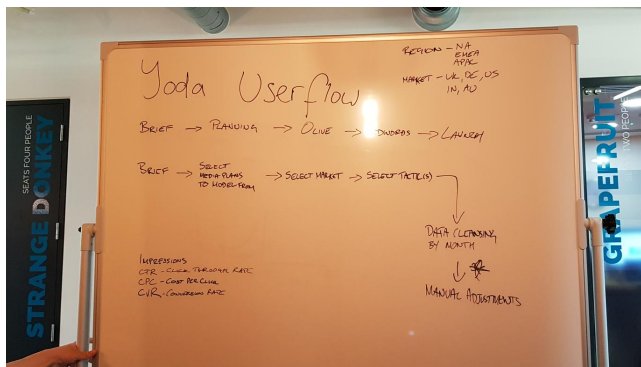 Yoda Userflow
REGION - NA
EMEA
APAC
MARKET - UK, DE, US
IN, AU
BRIEF → PLANNING → OLIVE → → LAUNDRY
BRIEF → SELECT MEDIA PLANS TO MODEL FROM → SELECT MARKET → SELECT TACTIC(S)
DATA CLEANSING
BY MONTH
↓
MANUAL ADJUSTMENTS
IMPRESSIONS
CTR - CLICK THROUGH RATE
CPC - COST PER CLICK
CVR - CONVERSION RATE
STRANGE DONKEY
SEATS FOUR PEOPLE
GRAPEFRUIT
TWO PEOPLE